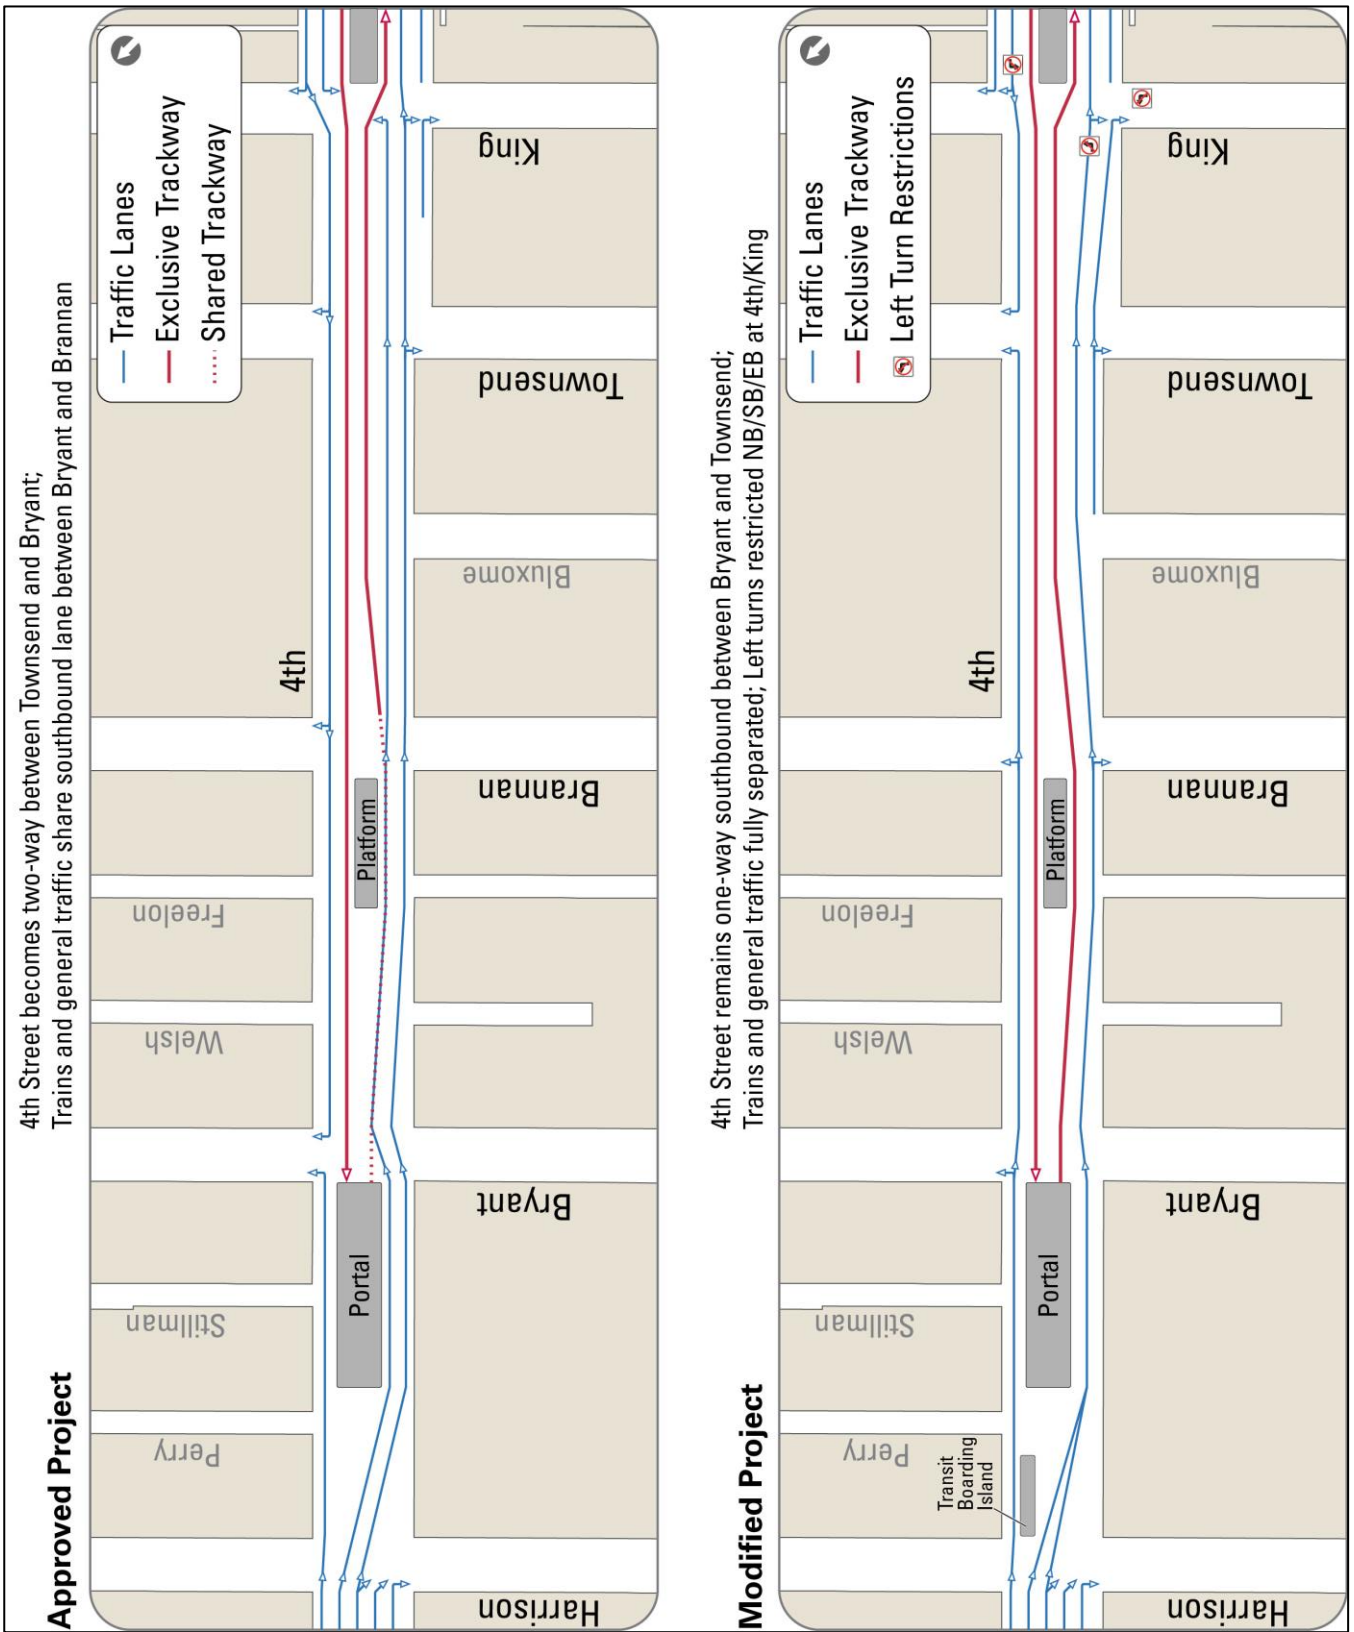 Approved Project
4th Street becomes two-way between Townsend and Bryant;
Trains and general traffic share southbound lane between Bryant and Brannan
Traffic Lanes
Exclusive Trackway
Shared Trackway
4th
Portal
Platform
Harrison
Perry
Stillman
Bryant
Welsh
Freelon
Brannan
Bluxome
Townsend
King
Modified Project
4th Street remains one-way southbound between Bryant and Townsend;
Trains and general traffic fully separated; Left turns restricted NB/SB/EB at 4th/King
Traffic Lanes
Exclusive Trackway
Left Turn Restrictions
4th
Transit
Boarding
Island
Portal
Platform
Harrison
Perry
Stillman
Bryant
Welsh
Freelon
Brannan
Bluxome
Townsend
King